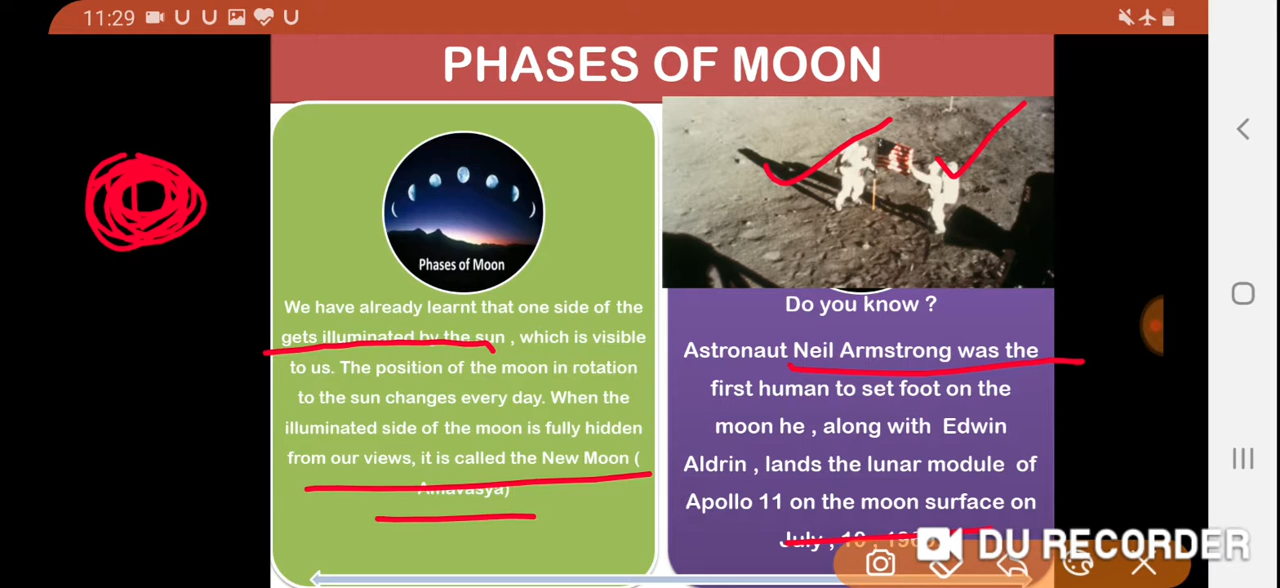 11:29
PHASES OF MOON
Phases of Moon
We have already learnt that one side of the
gets illuminated by the sun , which is visible
to us. The position of the moon in rotation
to the sun changes every day. When the
illuminated side of the moon is fully hidden
from our views, it is called the New Moon (
Amavasya)
Do you know ?
Astronaut Neil Armstrong was the
first human to set foot on the
moon he , along with Edwin
Aldrin , lands the lunar module of
Apollo 11 on the moon surface on
July ,
DU RECORDER